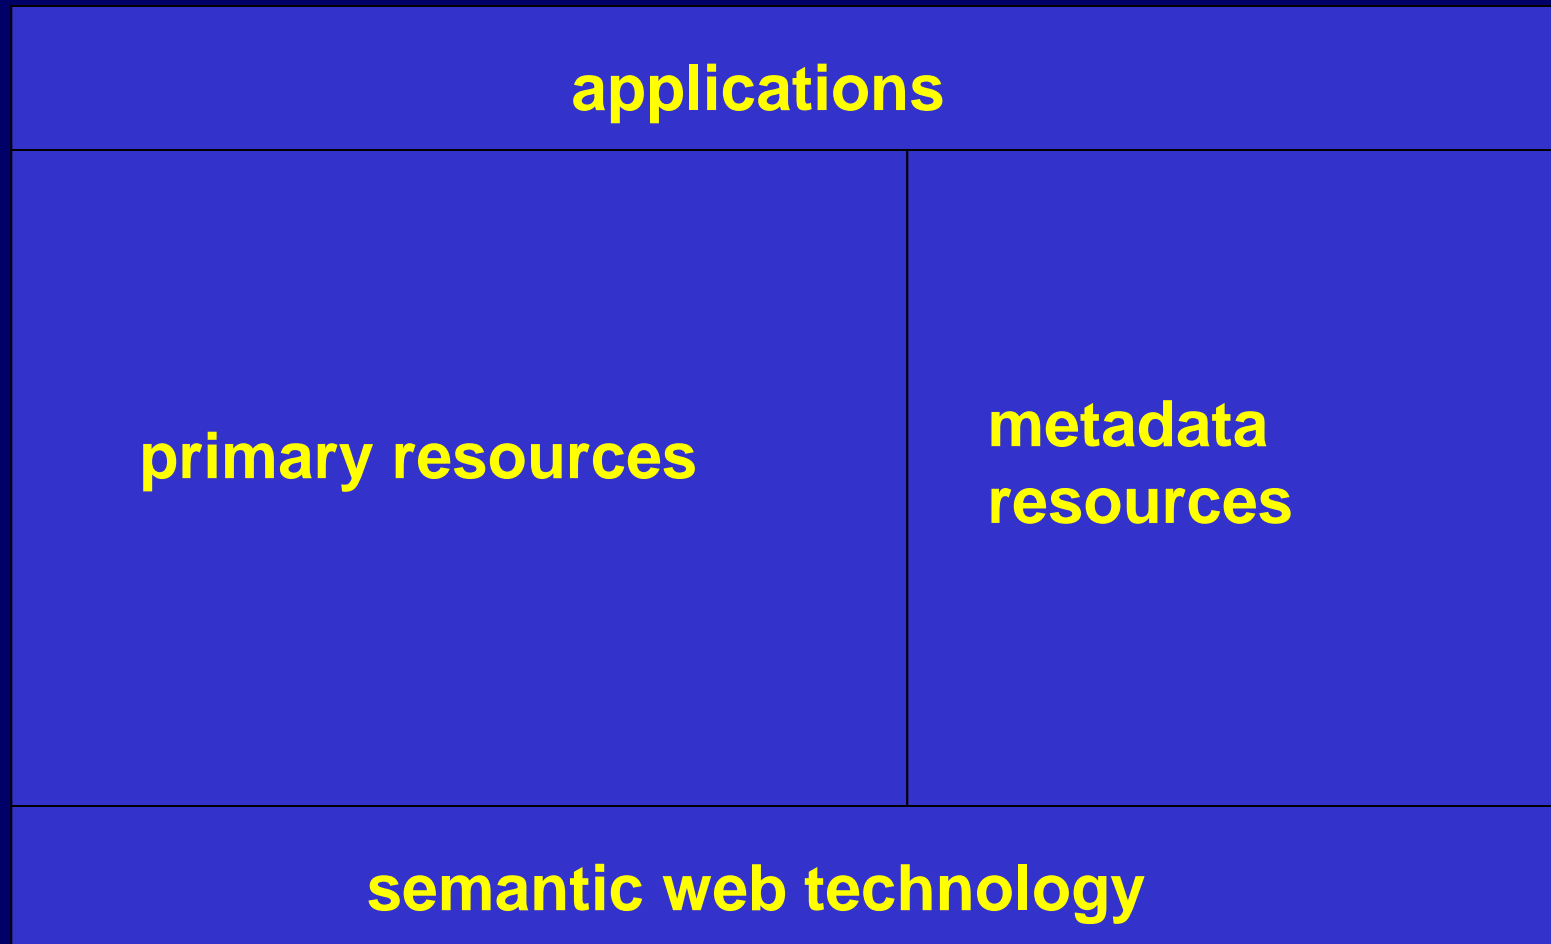 applications
primary resources
metadata
resources
semantic web technology